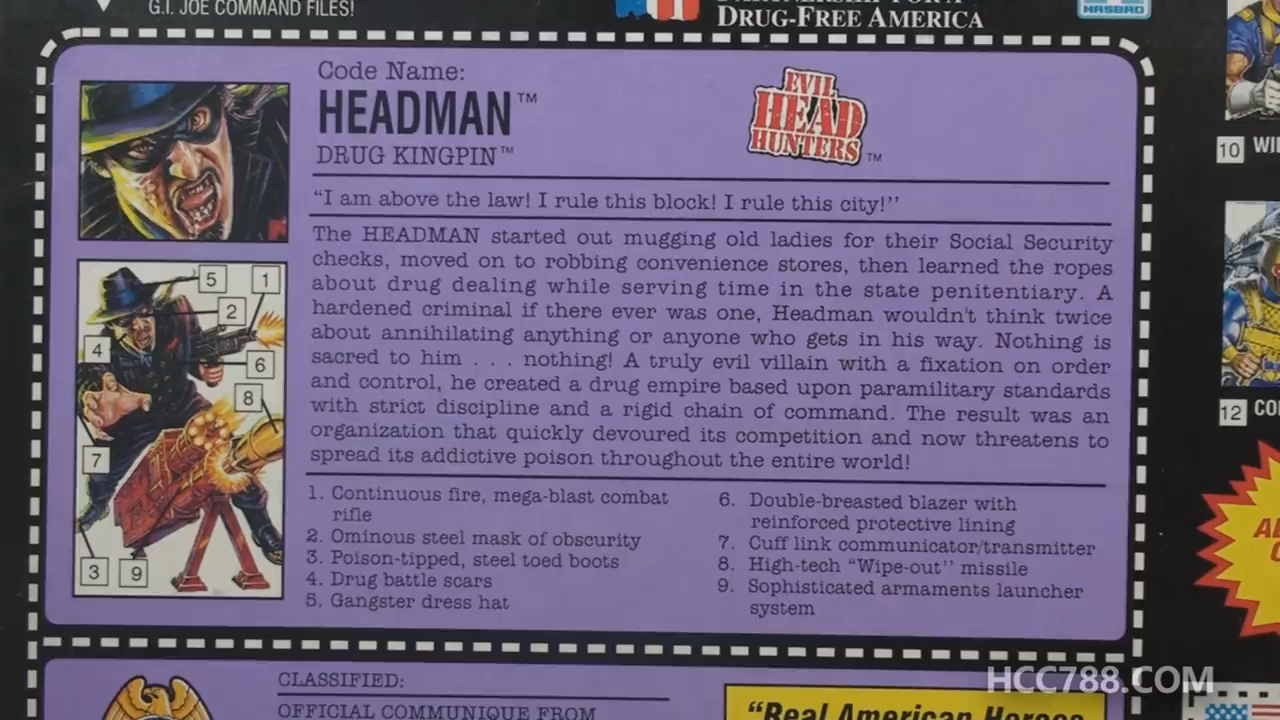 G.I. JOE COMMAND FILES!
DRUG-FREE AMERICA
HASBRO
Code Name:
HEADMAN™
DRUG KINGPIN™
EVIL
HEAD
HUNTERS™
"I am above the law! I rule this block! I rule this city!"
The HEADMAN started out mugging old ladies for their Social Security
checks, moved on to robbing convenience stores, then learned the ropes
about drug dealing while serving time in the state penitentiary. A
hardened criminal if there ever was one, Headman wouldn't think twice
about annihilating anything or anyone who gets in his way. Nothing is
sacred to him . . . nothing! A truly evil villain with a fixation on order
and control, he created a drug empire based upon paramilitary standards
with strict discipline and a rigid chain of command. The result was an
organization that quickly devoured its competition and now threatens to
spread its addictive poison throughout the entire world!
5
1
2
4
6
8
7
3
9
1. Continuous fire, mega-blast combat
rifle
2. Ominous steel mask of obscurity
3. Poison-tipped, steel toed boots
4. Drug battle scars
5. Gangster dress hat
6. Double-breasted blazer with
reinforced protective lining
7. Cuff link communicator/transmitter
8. High-tech "Wipe-out" missile
9. Sophisticated armaments launcher
system
10 WI
12 CO
CLASSIFIED:
OFFICIAL COMMUNIQUE FROM
"Real American Heroes
HCC788.COM